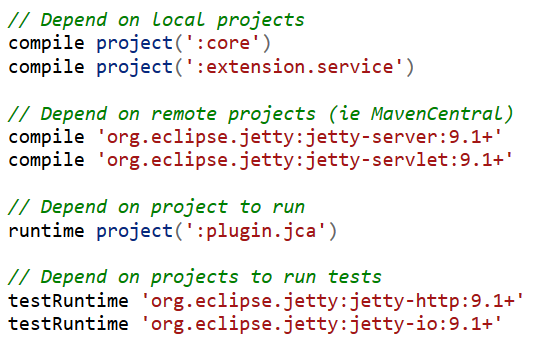 // Depend on local projects
compile project(':core')
compile project(':extension.service')
// Depend on remote projects (ie MavenCentral)
compile 'org.eclipse.jetty:jetty-server:9.1+'
compile 'org.eclipse.jetty:jetty-servlet:9.1+'
// Depend on project to run
runtime project(':plugin.jca')
// Depend on projects to run tests
testRuntime 'org.eclipse.jetty:jetty-http:9.1+'
testRuntime 'org.eclipse.jetty:jetty-io:9.1+'